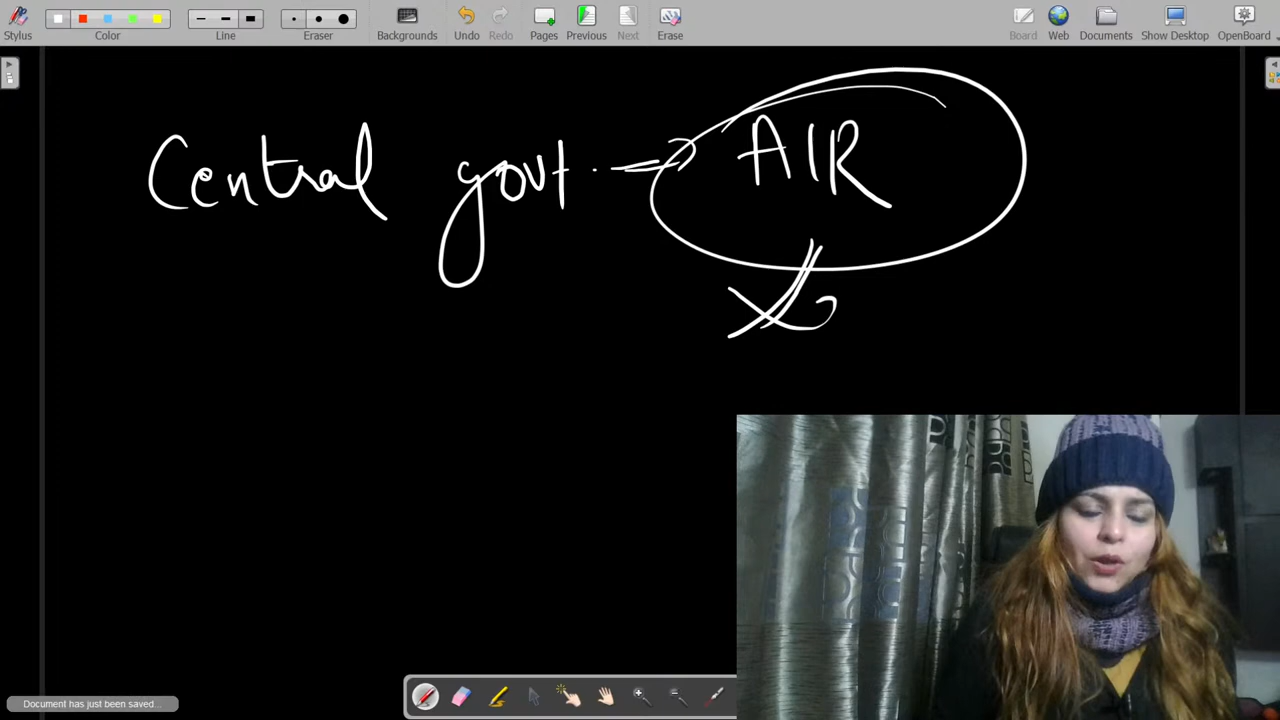 Stylus
Color
Line
Eraser
Backgrounds
Undo
Redo
Pages
Previous
Next
Erase
Board
Web
Documents
Show Desktop
OpenBoard
Central govt. => AIR
Document has just been saved...